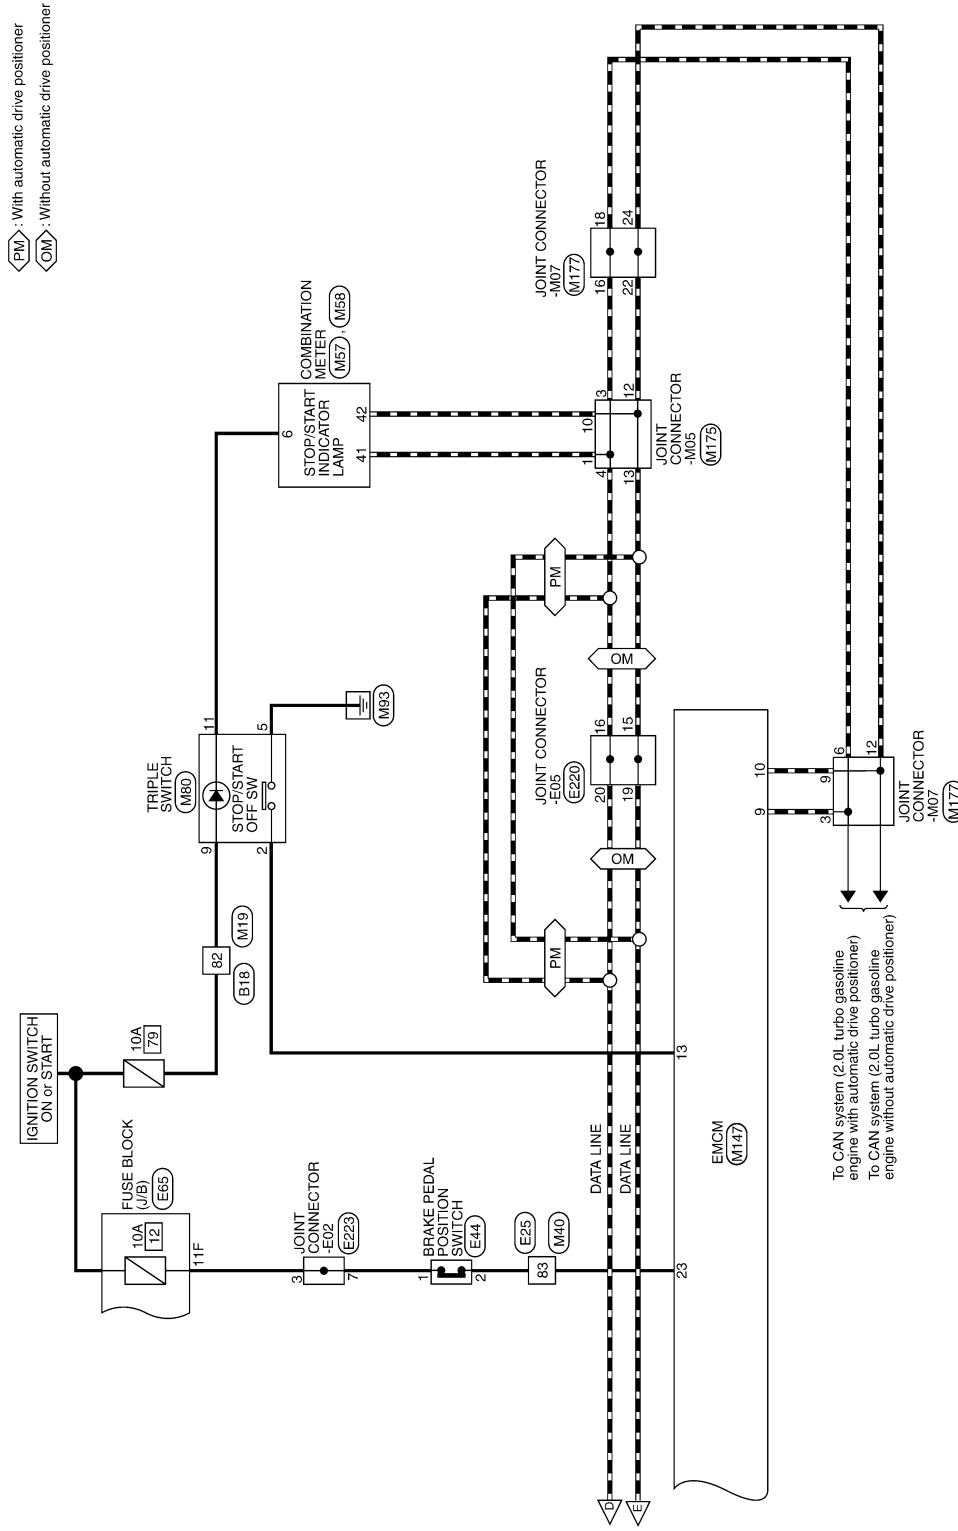 PM : With automatic drive positioner
OM : Without automatic drive positioner
IGNITION SWITCH
ON or START
FUSE BLOCK
(J/B)
E65
10A
12
11F
10A
79
82
B18
M19
TRIPLE
SWITCH
M80
STOP/START
OFF SW
9
2
11
5
M93
COMBINATION
METER
M57 , M58
STOP/START
INDICATOR
LAMP
6
41
42
JOINT
CONNECTOR
-E02
E223
3
7
BRAKE PEDAL
POSITION
SWITCH
E44
1
2
E25
M40
83
PM
PM
JOINT CONNECTOR
-E05
E220
20
16
19
15
OM
OM
JOINT CONNECTOR
-M07
M177
16
18
22
24
JOINT
CONNECTOR
-M05
M175
1
10
4
3
13
12
DATA LINE
DATA LINE
D
E
23
13
EMCM
M147
9
10
3
9
6
12
JOINT
CONNECTOR
-M07
M177
To CAN system (2.0L turbo gasoline
engine with automatic drive positioner)
To CAN system (2.0L turbo gasoline
engine without automatic drive positioner)